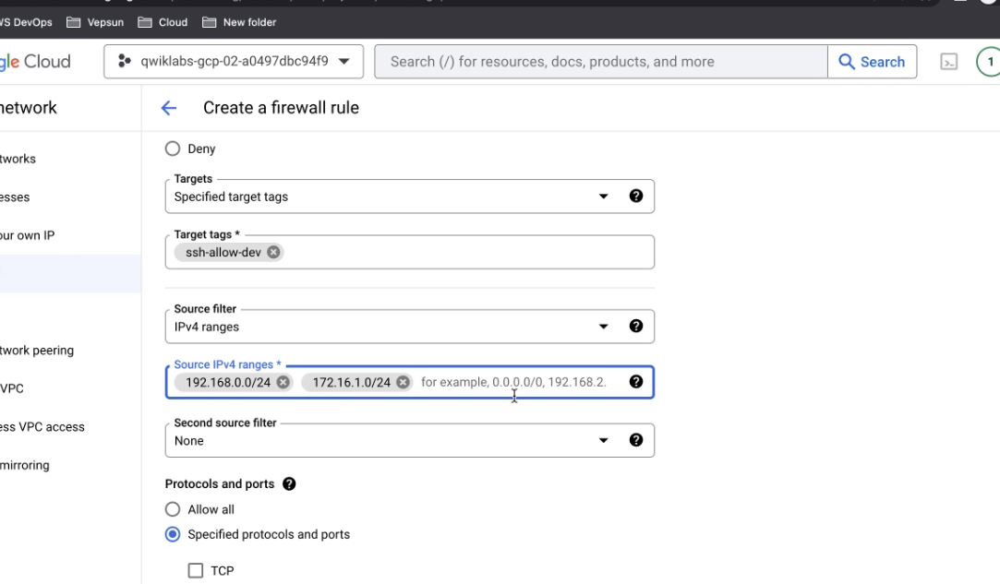 VS DevOps Vepsun Cloud New folder
gle Cloud qwiklabs-gcp-02-a0497dbc94f9 Search (/) for resources, docs, products, and more Search 1
network
Create a firewall rule
tworks
esses
our own IP
twork peering
VPC
ess VPC access
mirroring
Deny
Targets
Specified target tags
Target tags *
ssh-allow-dev
Source filter
IPv4 ranges
Source IPv4 ranges *
192.168.0.0/24 172.16.1.0/24 for example, 0.0.0.0/0, 192.168.2.
Second source filter
None
Protocols and ports
Allow all
Specified protocols and ports
TCP